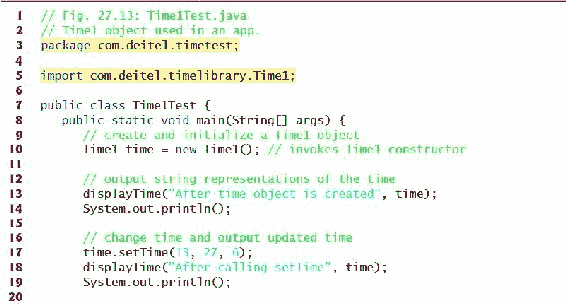 1 // Fig. 27.13: Time1Test.java
2 // Time1 object used in an app.
3 package com.deitel.timetest;
4
5 import com.deitel.timelibrary.Time1;
6
7 public class Time1Test {
8 public static void main(String[] args) {
9 // create and initialize a Time1 object
10 Time1 time = new Time1(); // invokes Time1 constructor
11
12 // output string representations of the time
13 displayTime("After time object is created", time);
14 System.out.println();
15
16 // change time and output updated time
17 time.setTime(13, 27, 6);
18 displayTime("After calling setTime", time);
19 System.out.println();
20